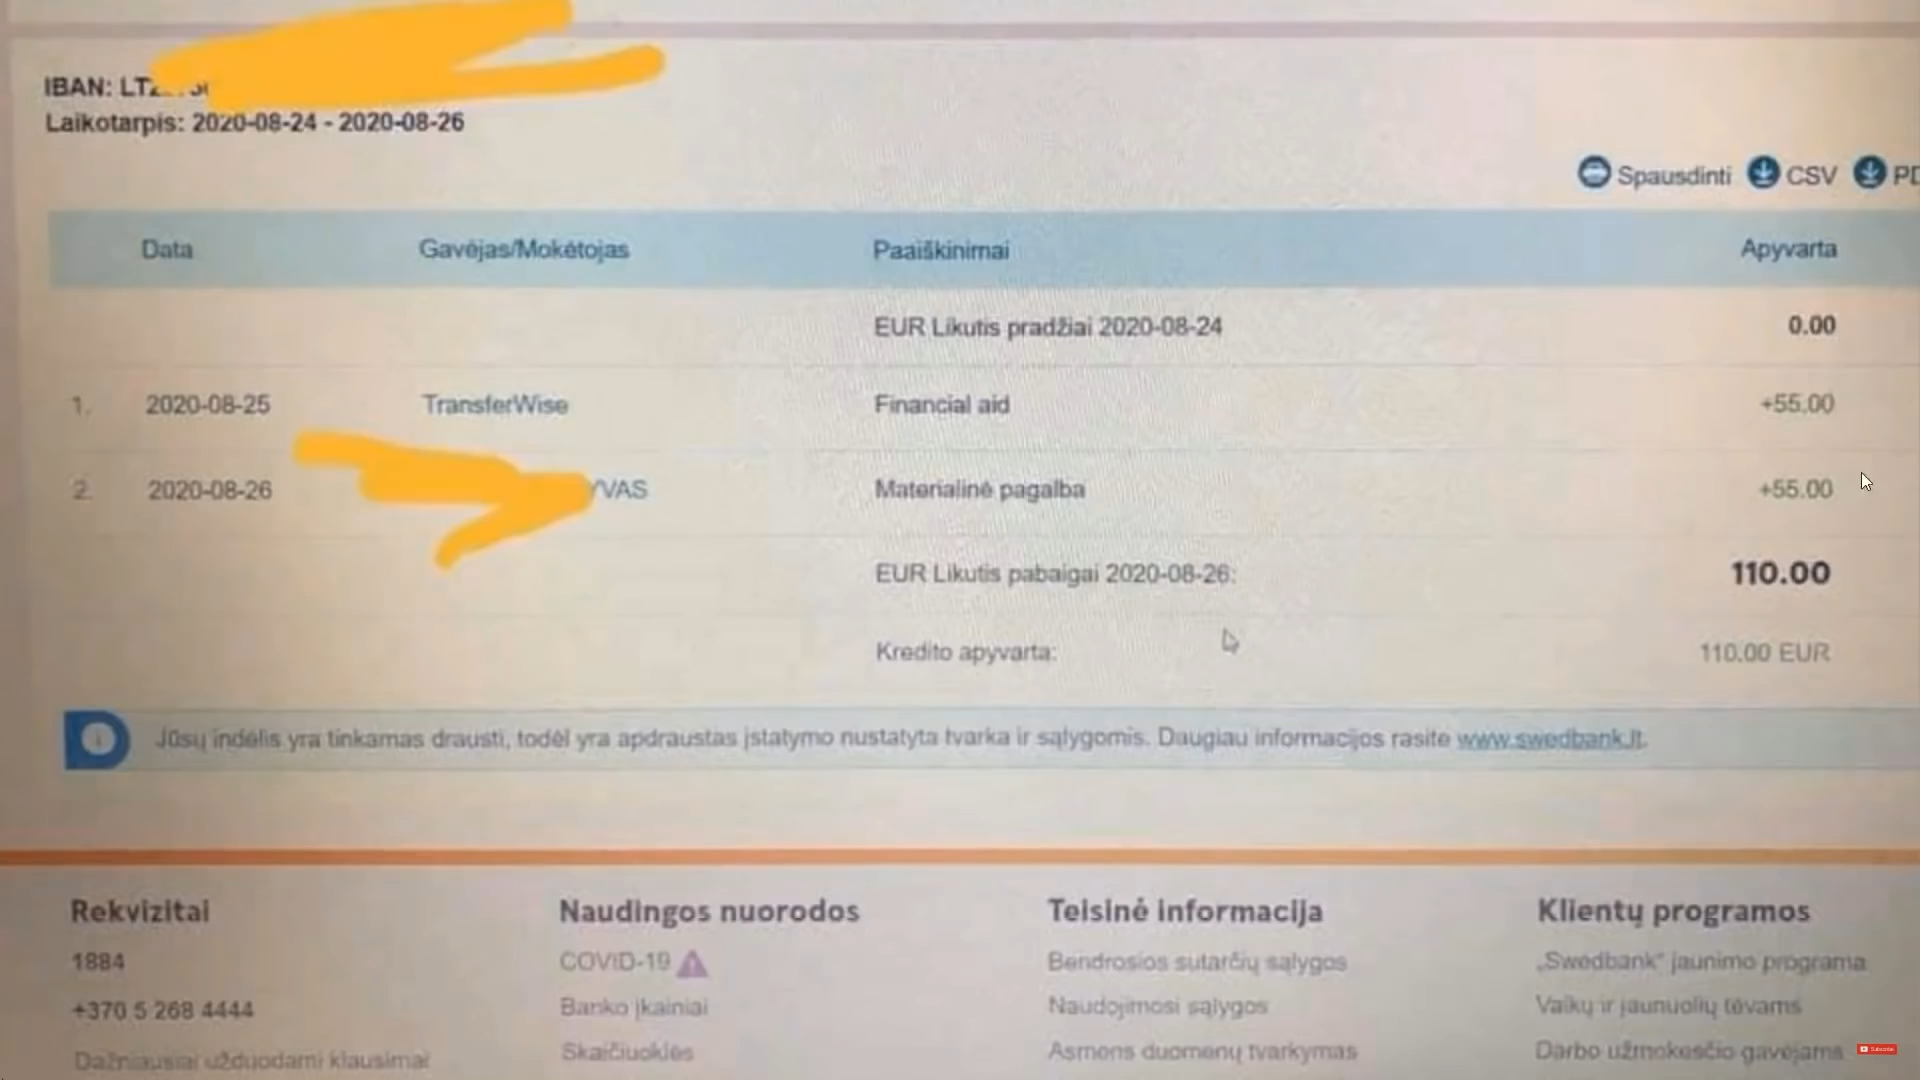 IBAN: LT
Laikotarpis: 2020-08-24 - 2020-08-26
Spausdinti CSV
Data Gavėjas/Mokėtojas Paaiškinimai Apyvarta
EUR Likutis pradžiai 2020-08-24 0.00
1. 2020-08-25 TransferWise Financial aid +55.00
2. 2020-08-26 YVAS Materialinė pagalba +55.00
EUR Likutis pabaigai 2020-08-26: 110.00
Kredito apyvarta: 110.00 EUR
Jūsų indėlis yra tinkamas drausti, todėl yra apdraustas įstatymo nustatyta tvarka ir sąlygomis. Daugiau informacijos rasite www.swedbank.lt.
Rekvizitai Naudingos nuorodos Teisinė informacija Klientų programos
1884 COVID-19 Bendrosios sutarčių sąlygos „Swedbank“ jaunimo programa
+370 5 268 4444 Banko įkainiai Naudojimosi sąlygos Vaikų ir jaunuolių tėvams
Dažniausiai užduodami klausimai Skaičiuoklės Asmens duomenų tvarkymas Darbo užmokesčio gavėjams
Subscribe